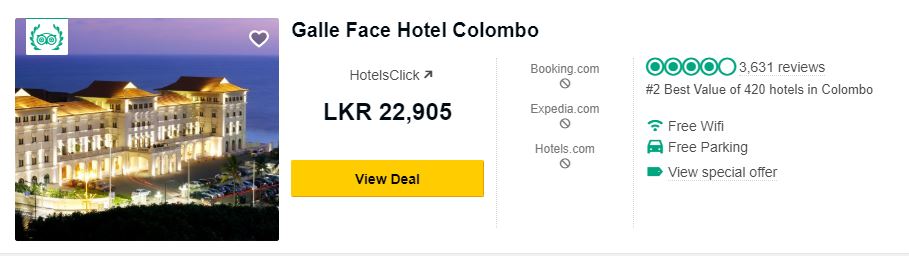 Galle Face Hotel Colombo
HotelsClick
LKR 22,905
View Deal
Booking.com
Expedia.com
Hotels.com
3,631 reviews
#2 Best Value of 420 hotels in Colombo
Free Wifi
Free Parking
View special offer